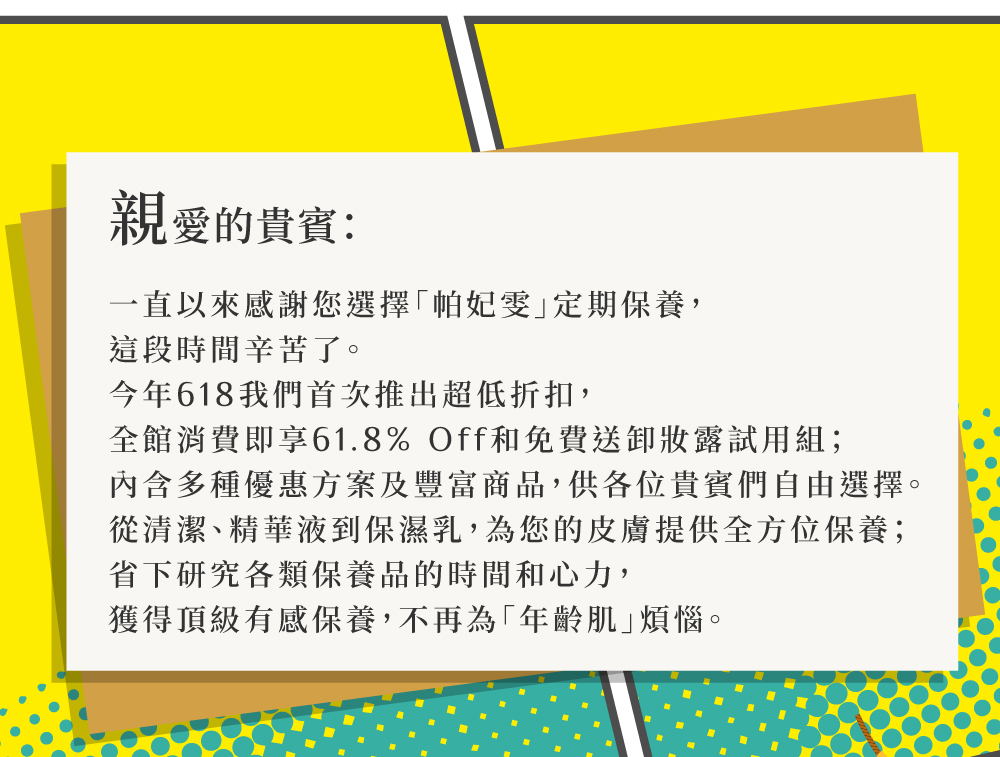 親愛的貴賓：
一直以來感謝您選擇「帕妃雯」定期保養，
這段時間辛苦了。
今年618我們首次推出超低折扣，
全館消費即享61.8% Off和免費送卸妝露試用組；
內含多種優惠方案及豐富商品，供各位貴賓們自由選擇。
從清潔、精華液到保濕乳，為您的皮膚提供全方位保養；
省下研究各類保養品的時間和心力，
獲得頂級有感保養，不再為「年齡肌」煩惱。